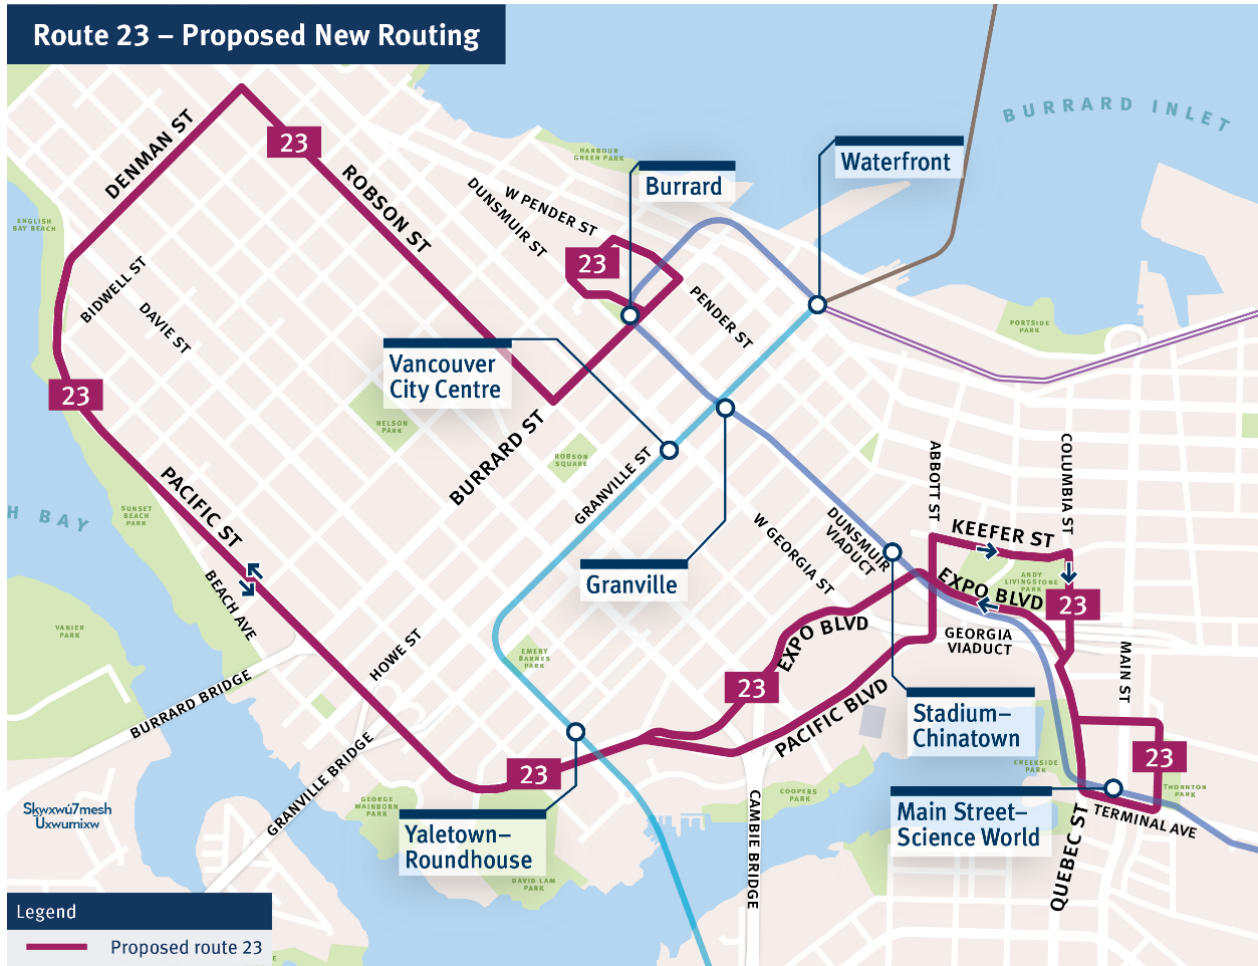 Route 23 – Proposed New Routing
BURRARD INLET
DENMAN ST
23
ROBSON ST
HARBOUR
GREEN PARK
Waterfront
Burrard
W PENDER ST
DUNSMUIR ST
23
ENGLISH
BAY BEACH
BIDWELL ST
DAVIE ST
PENDER ST
PORTSIDE
PARK
Vancouver
City Centre
23
NELSON
PARK
BURRARD ST
ROBSON
SQUARE
GRANVILLE ST
ABBOTT ST
COLUMBIA ST
PACIFIC ST
H BAY
SUNSET
BEACH PARK
W GEORGIA ST
DUNSMUIR
VIADUCT
KEEFER ST
Granville
ANDY
LIVINGSTONE
PARK
EXPO BLVD
23
BEACH AVE
VANIER
PARK
HOWE ST
EMERY
BARNES
PARK
EXPO BLVD
GEORGIA
VIADUCT
MAIN ST
BURRARD BRIDGE
23
PACIFIC BLVD
Stadium–
Chinatown
GRANVILLE BRIDGE
23
CREEKSIDE
PARK
23
THORNTON
PARK
Skwxwú7mesh
Uxwumixw
GEORGE
WAINBORN
PARK
COOPERS
PARK
CAMBIE BRIDGE
Main Street–
Science World
TERMINAL AVE
QUEBEC ST
Yaletown–
Roundhouse
DAVID LAM
PARK
Legend
Proposed route 23